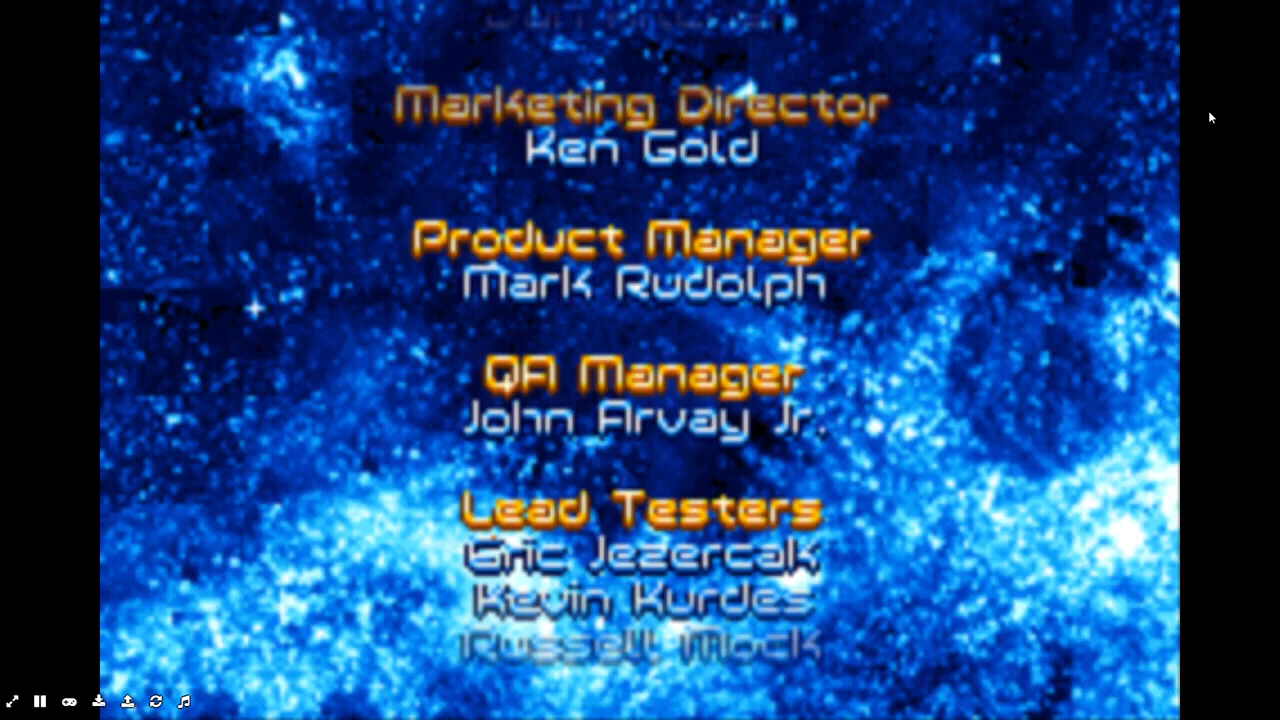 Marketing Director
Ken Gold
Product Manager
Mark Rudolph
QA Manager
John Arvay Jr.
Lead Testers
Eric Jezercak
Kevin Kurdes
Russell Mock